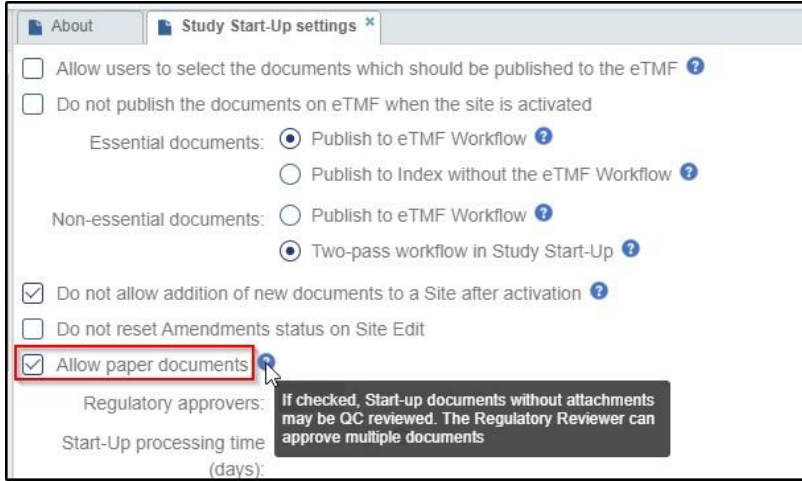 About
Study Start-Up settings ×
Allow users to select the documents which should be published to the eTMF ?
Do not publish the documents on eTMF when the site is activated
Essential documents: Publish to eTMF Workflow ?
Publish to Index without the eTMF Workflow ?
Non-essential documents: Publish to eTMF Workflow ?
Two-pass workflow in Study Start-Up ?
Do not allow addition of new documents to a Site after activation ?
Do not reset Amendments status on Site Edit
Allow paper documents ?
Regulatory approvers:
If checked, Start-up documents without attachments
may be QC reviewed. The Regulatory Reviewer can
approve multiple documents
Start-Up processing time
(days):